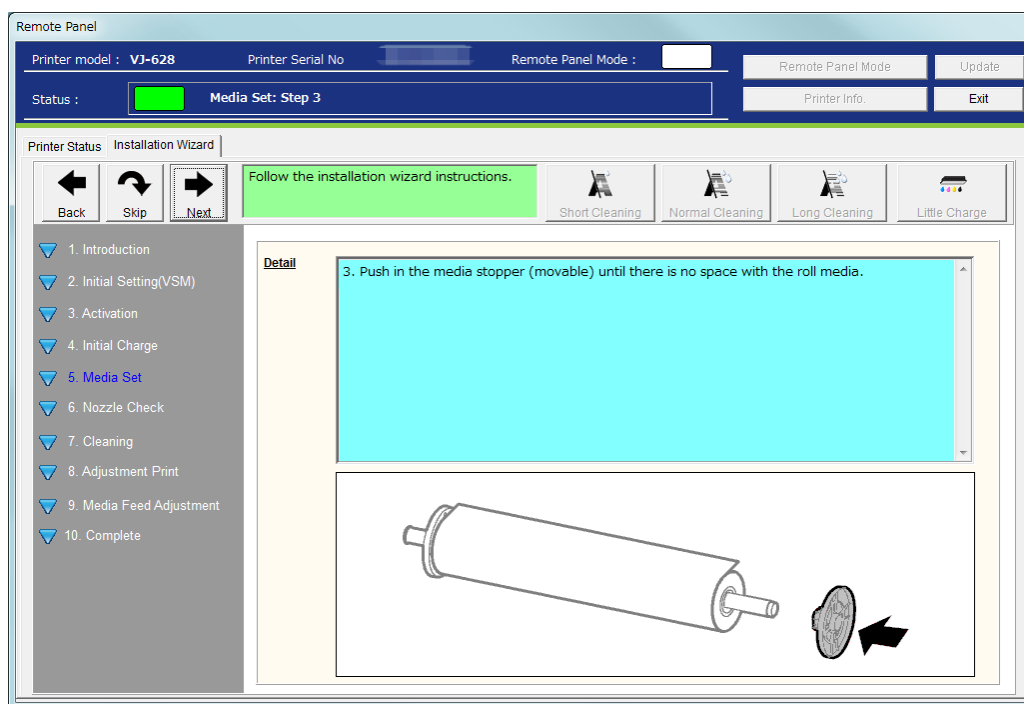 Remote Panel
Printer model : VJ-628 Printer Serial No Remote Panel Mode :
Remote Panel Mode Update
Status : Media Set: Step 3
Printer Info. Exit
Printer Status Installation Wizard
Back Skip Next
Follow the installation wizard instructions.
Short Cleaning Normal Cleaning Long Cleaning Little Charge
1. Introduction
2. Initial Setting(VSM)
3. Activation
4. Initial Charge
5. Media Set
6. Nozzle Check
7. Cleaning
8. Adjustment Print
9. Media Feed Adjustment
10. Complete
Detail
3. Push in the media stopper (movable) until there is no space with the roll media.